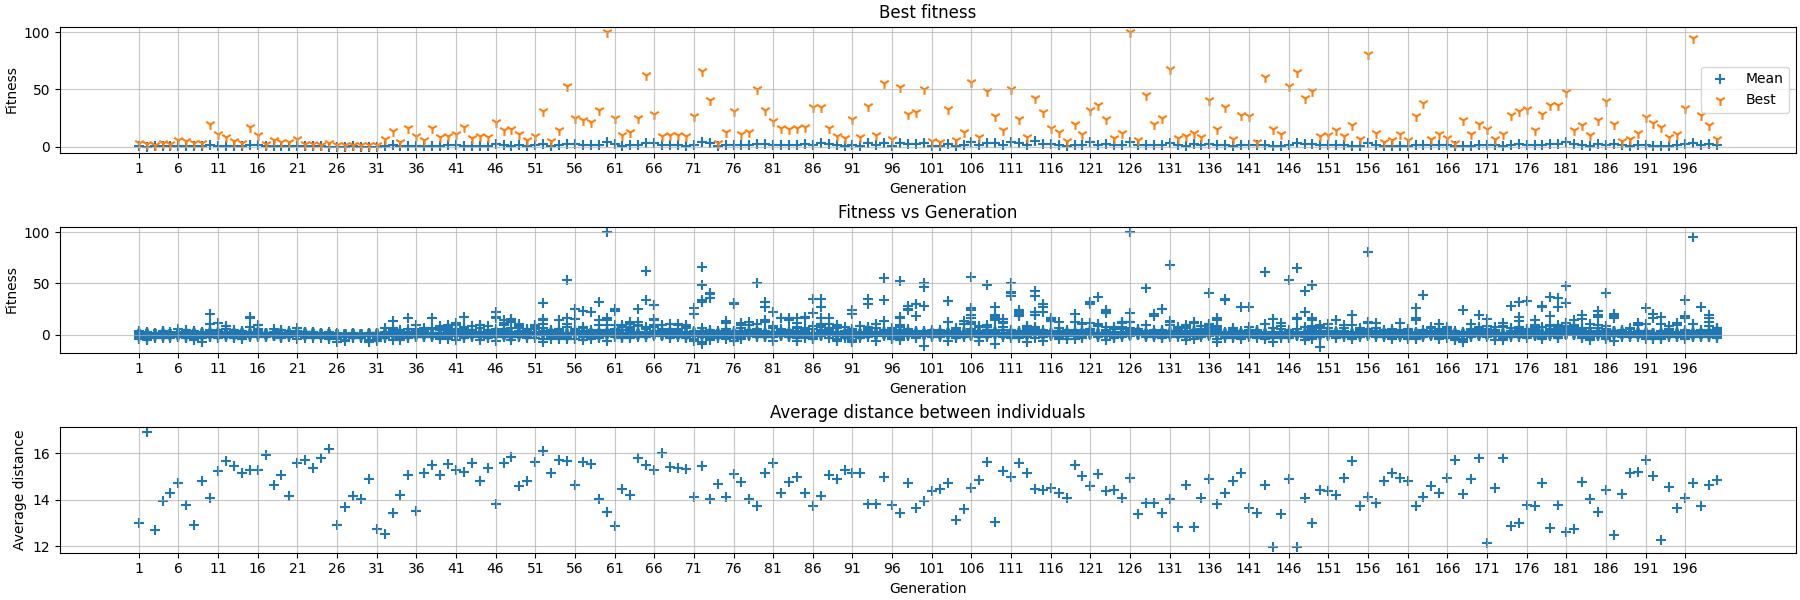 Best fitness
Fitness
100
50
0
Mean
Best
1 6 11 16 21 26 31 36 41 46 51 56 61 66 71 76 81 86 91 96 101 106 111 116 121 126 131 136 141 146 151 156 161 166 171 176 181 186 191 196
Generation
Fitness vs Generation
Fitness
100
50
0
1 6 11 16 21 26 31 36 41 46 51 56 61 66 71 76 81 86 91 96 101 106 111 116 121 126 131 136 141 146 151 156 161 166 171 176 181 186 191 196
Generation
Average distance between individuals
Average distance
16
14
12
1 6 11 16 21 26 31 36 41 46 51 56 61 66 71 76 81 86 91 96 101 106 111 116 121 126 131 136 141 146 151 156 161 166 171 176 181 186 191 196
Generation